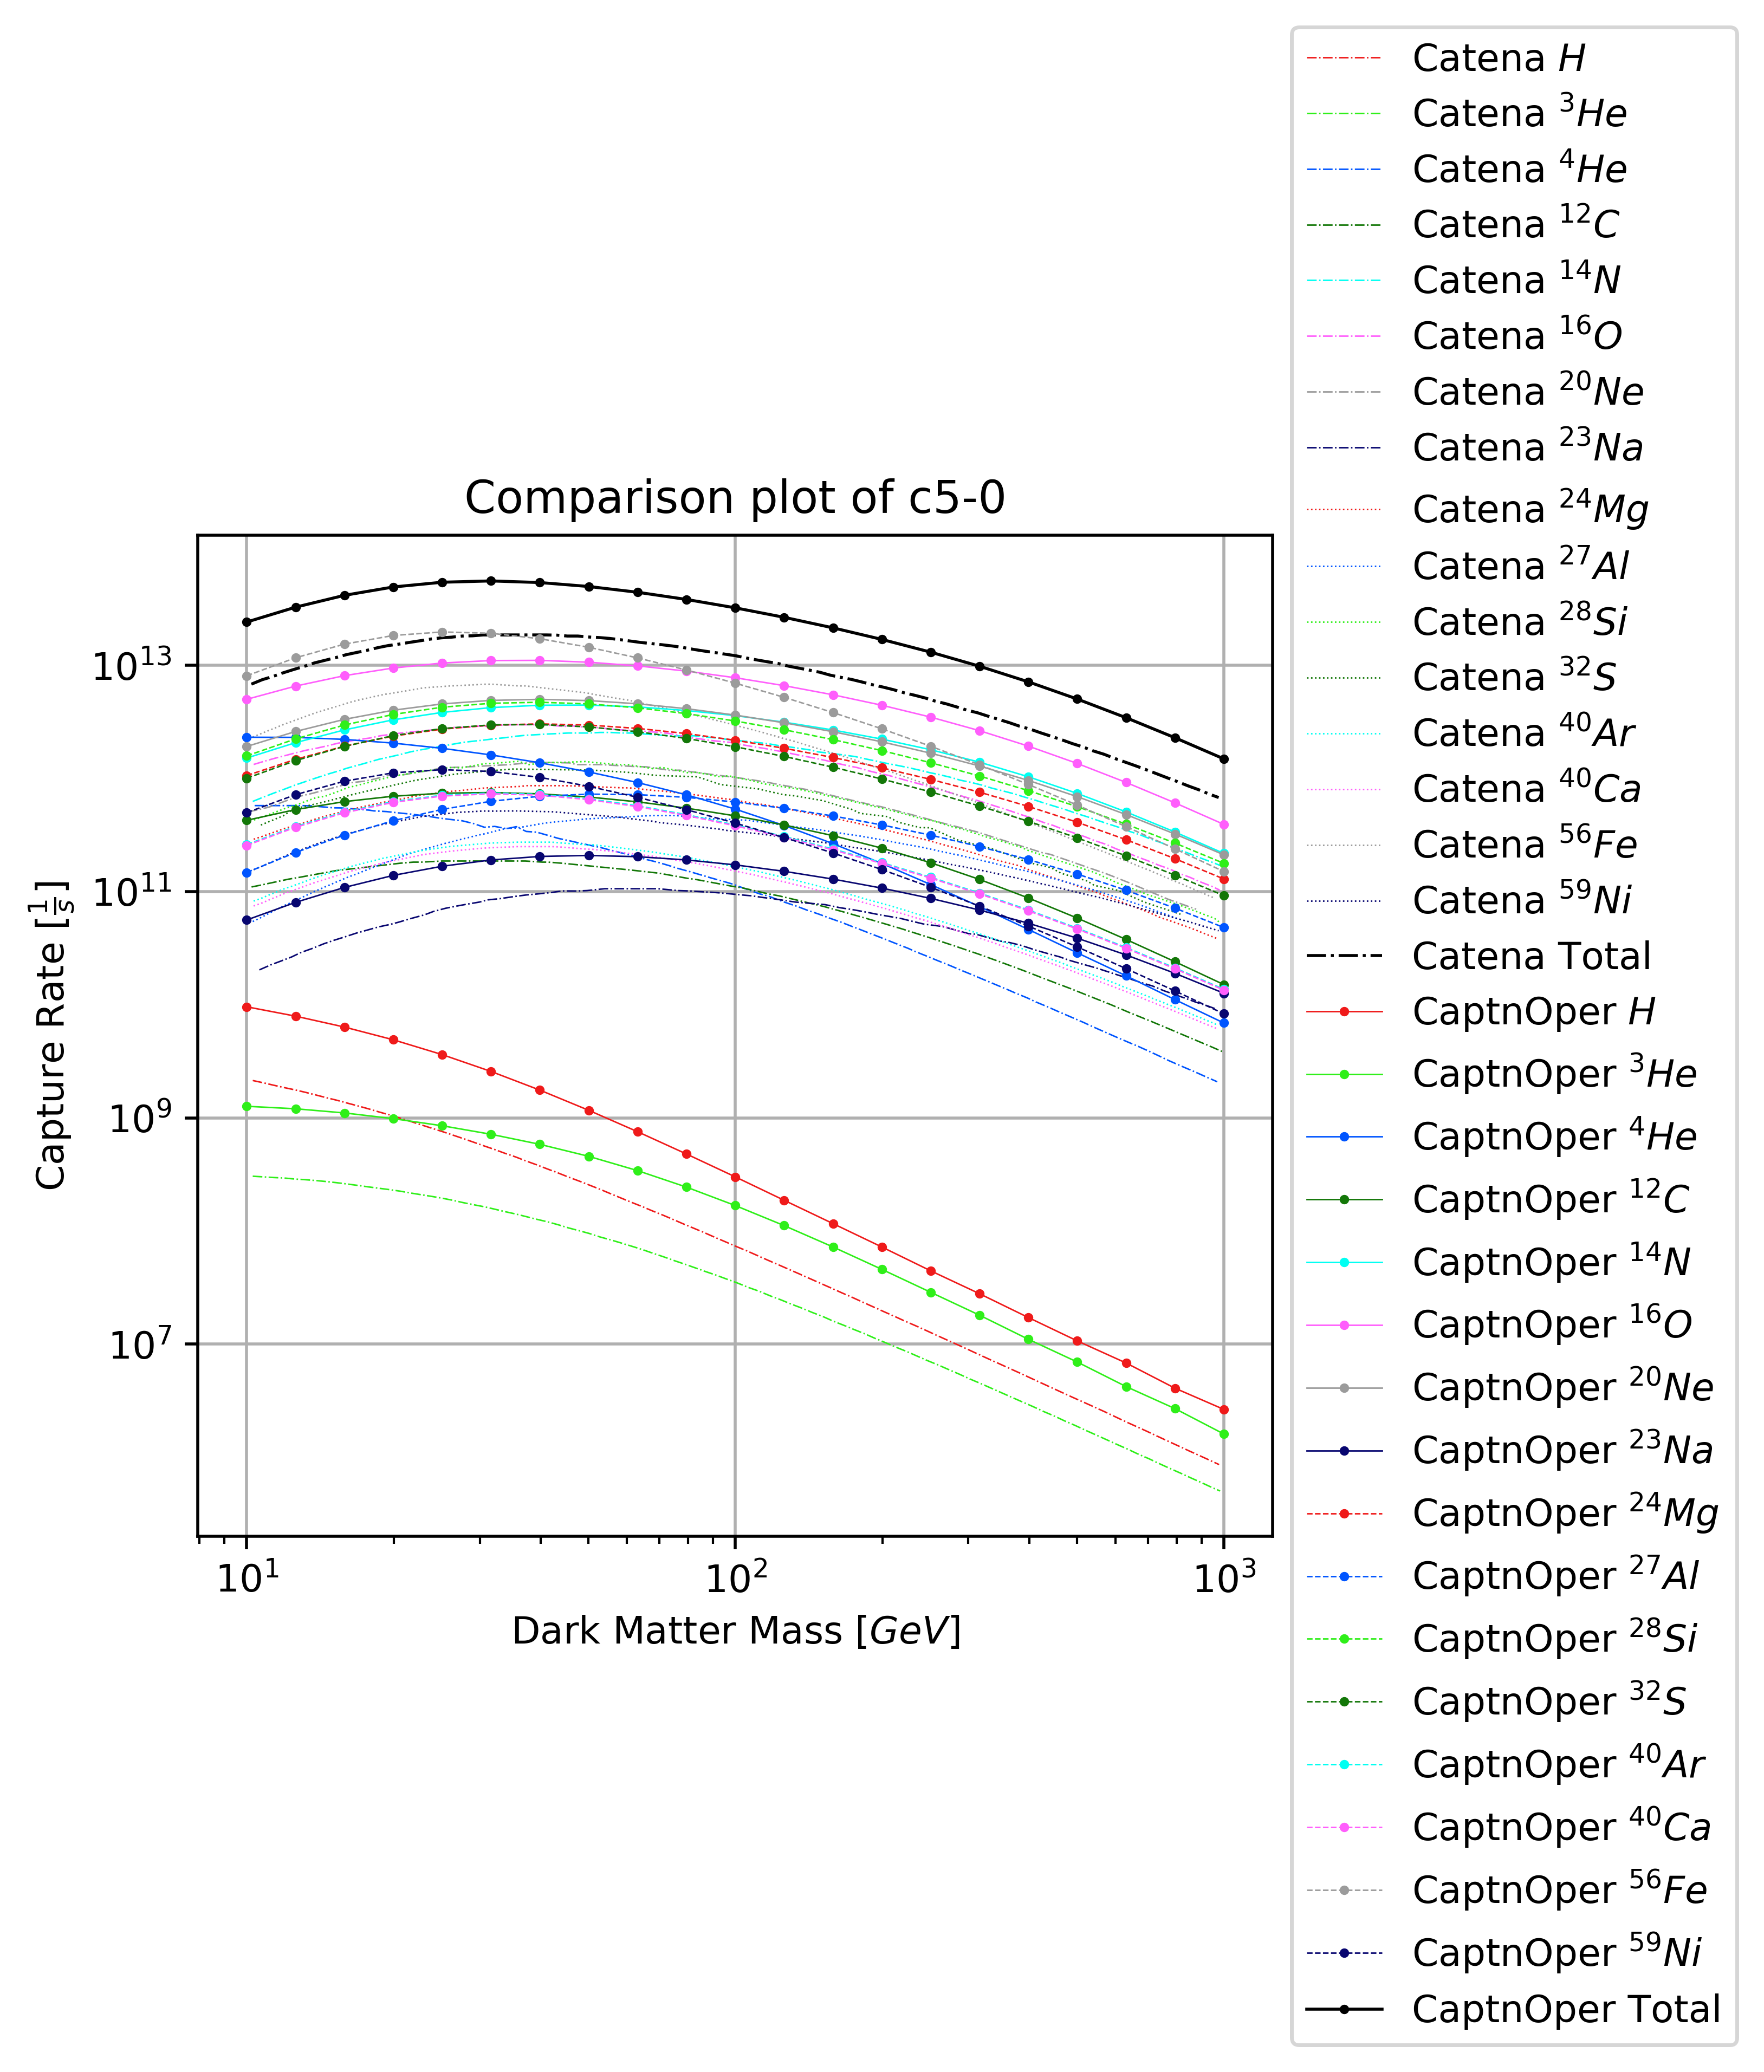 Comparison plot of c5-0
Capture Rate [1/s]
10^13
10^11
10^9
10^7
10^1
10^2
10^3
Dark Matter Mass [GeV]
Catena H
Catena ^3He
Catena ^4He
Catena ^12C
Catena ^14N
Catena ^16O
Catena ^20Ne
Catena ^23Na
Catena ^24Mg
Catena ^27Al
Catena ^28Si
Catena ^32S
Catena ^40Ar
Catena ^40Ca
Catena ^56Fe
Catena ^59Ni
Catena Total
CaptnOper H
CaptnOper ^3He
CaptnOper ^4He
CaptnOper ^12C
CaptnOper ^14N
CaptnOper ^16O
CaptnOper ^20Ne
CaptnOper ^23Na
CaptnOper ^24Mg
CaptnOper ^27Al
CaptnOper ^28Si
CaptnOper ^32S
CaptnOper ^40Ar
CaptnOper ^40Ca
CaptnOper ^56Fe
CaptnOper ^59Ni
CaptnOper Total